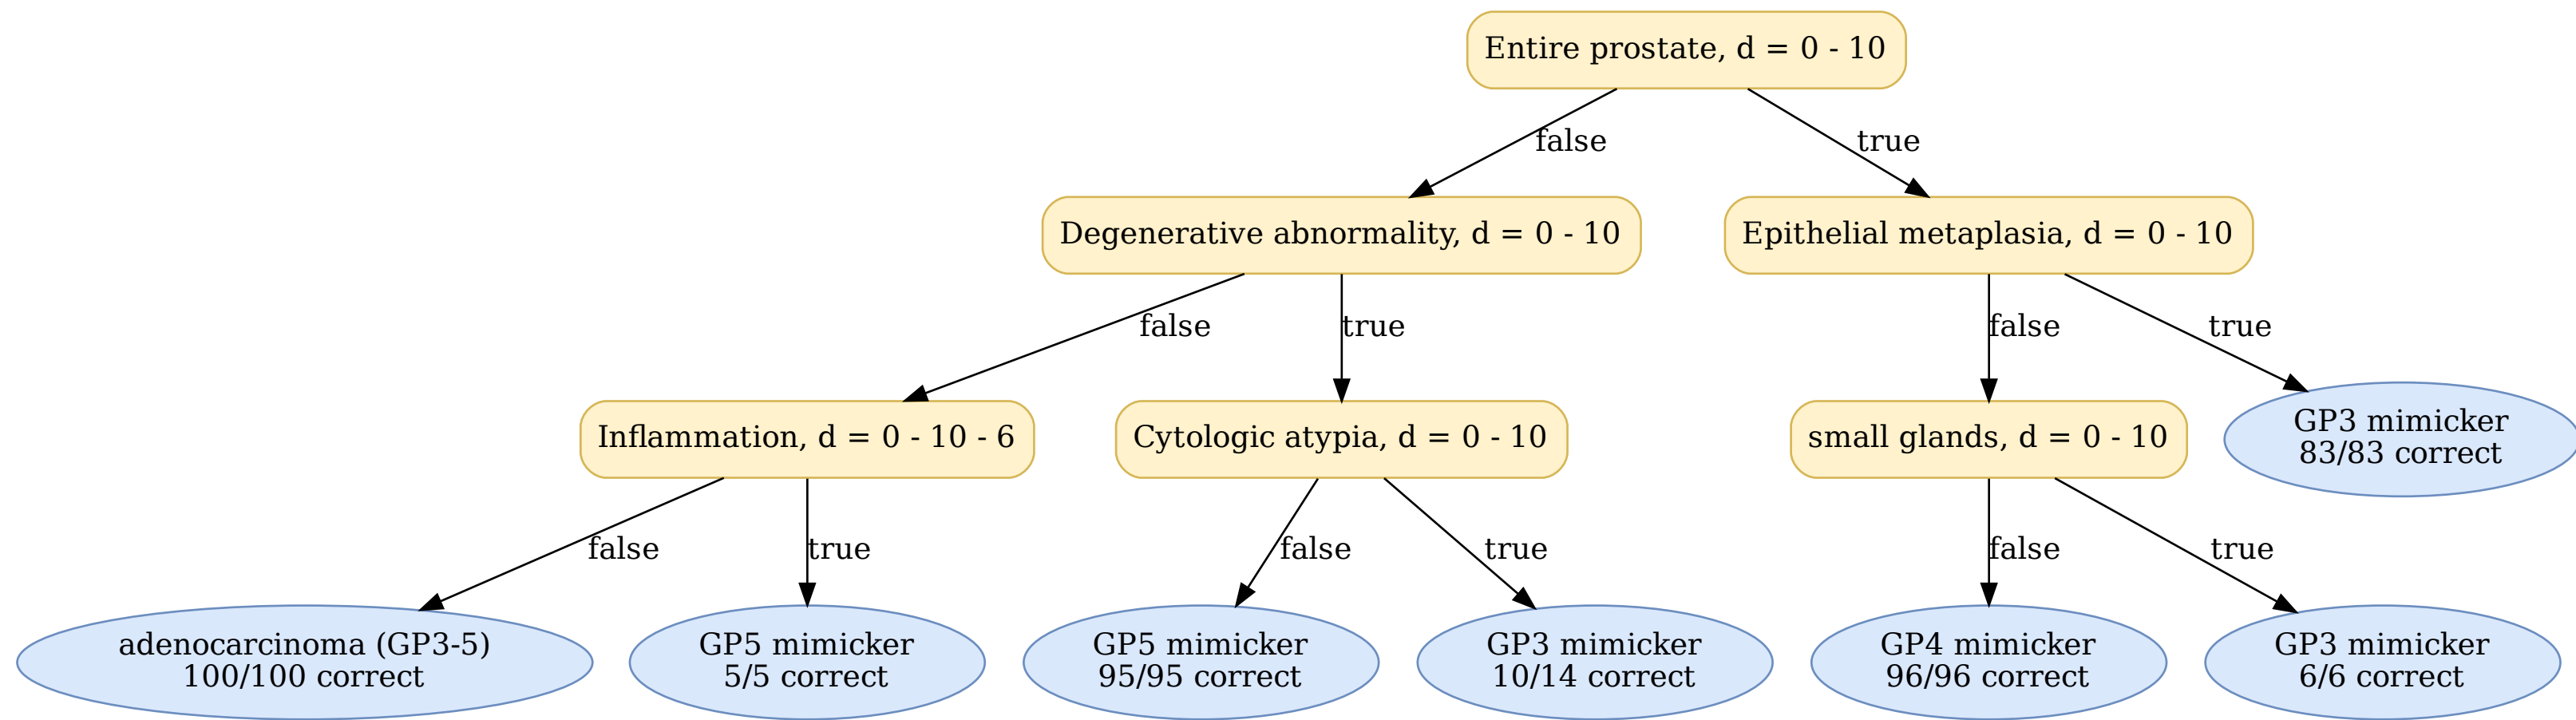 Entire prostate, d = 0 - 10
false
true
Degenerative abnormality, d = 0 - 10
Epithelial metaplasia, d = 0 - 10
false
true
false
true
Inflammation, d = 0 - 10 - 6
Cytologic atypia, d = 0 - 10
small glands, d = 0 - 10
GP3 mimicker
83/83 correct
false
true
false
true
false
true
adenocarcinoma (GP3-5)
100/100 correct
GP5 mimicker
5/5 correct
GP5 mimicker
95/95 correct
GP3 mimicker
10/14 correct
GP4 mimicker
96/96 correct
GP3 mimicker
6/6 correct